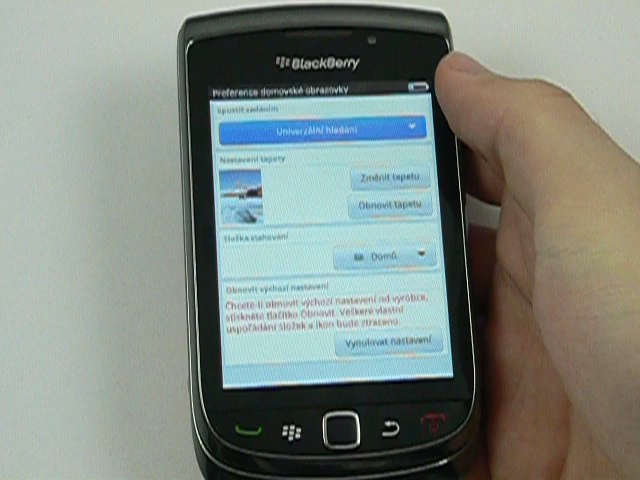 BlackBerry
Preference domovské obrazovky
Spustit zadáním
Univerzální hledání
Nastavení tapety
Změnit tapetu
Obnovit tapetu
Složka stahování
Domů
Obnovit výchozí nastavení
Chcete-li obnovit výchozí nastavení od výrobce,
stiskněte tlačítko Obnovit. Veškeré vlastní
uspořádání složek a ikon bude ztraceno.
Vynulovat nastavení